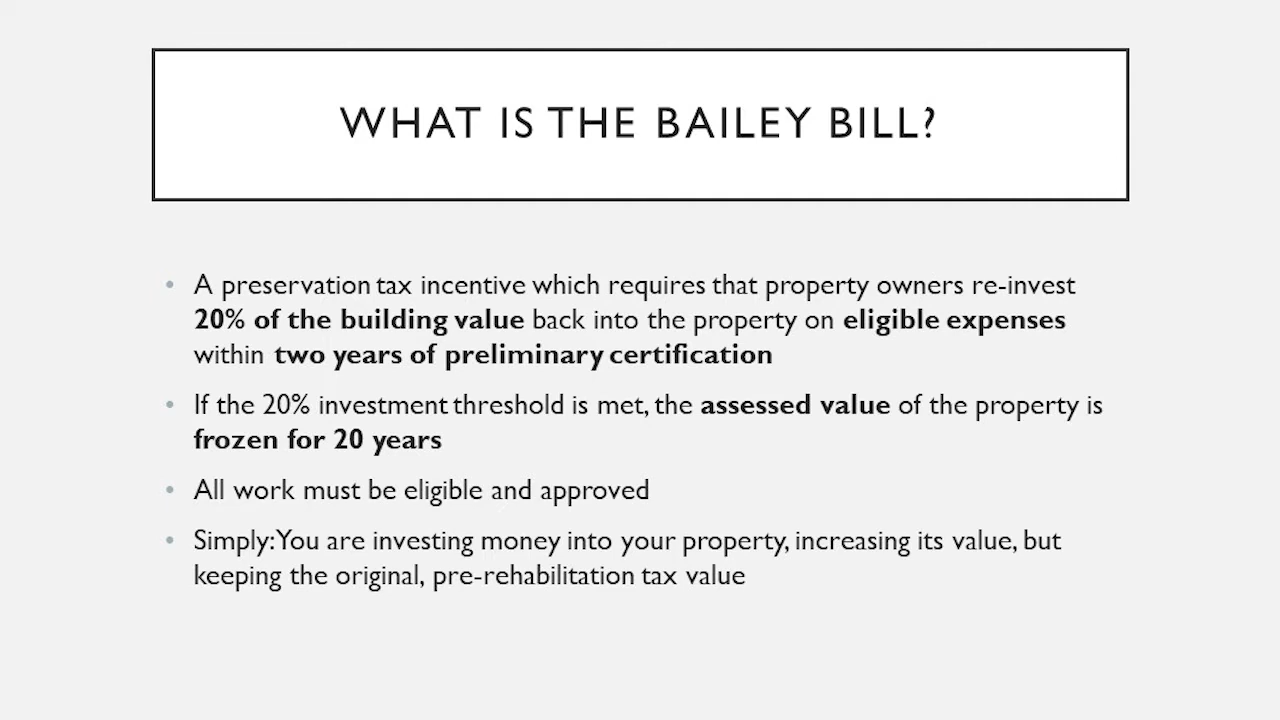 WHAT IS THE BAILEY BILL?
• A preservation tax incentive which requires that property owners re-invest
20% of the building value back into the property on eligible expenses
within two years of preliminary certification
• If the 20% investment threshold is met, the assessed value of the property is
frozen for 20 years
• All work must be eligible and approved
• Simply: You are investing money into your property, increasing its value, but
keeping the original, pre-rehabilitation tax value